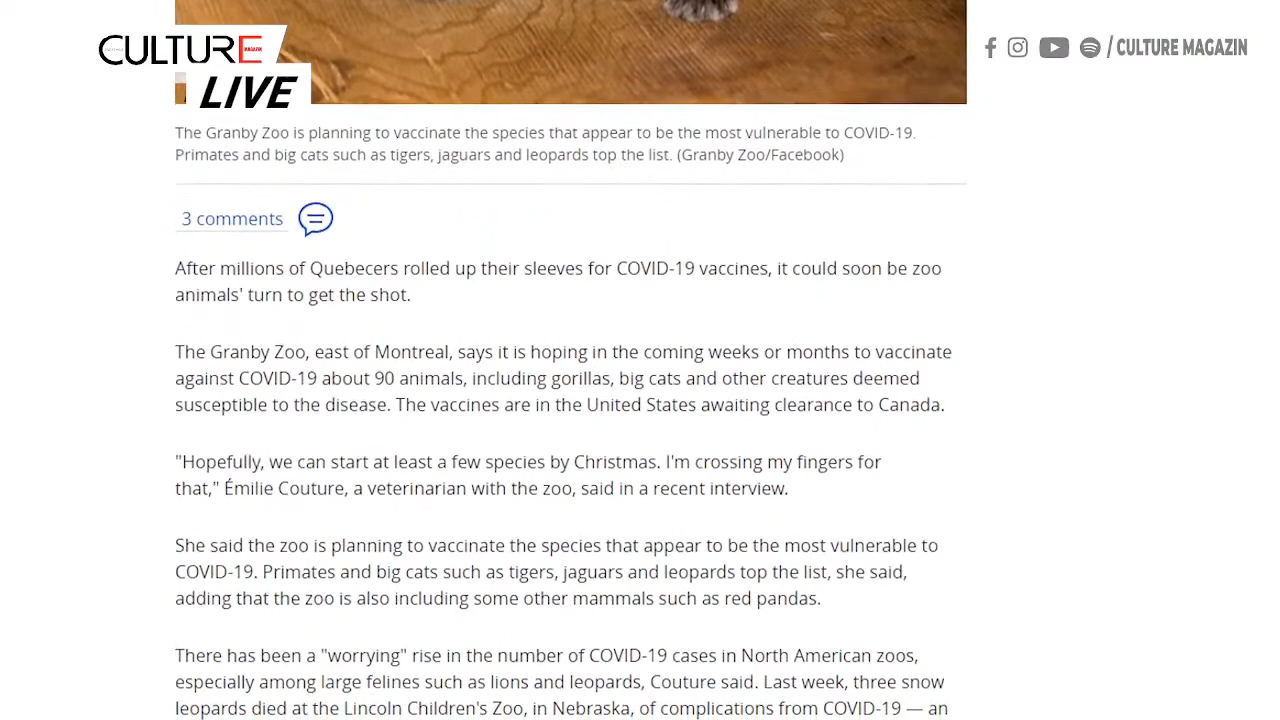 CULTURE
MAGAZIN
LIVE
/ CULTURE MAGAZIN
The Granby Zoo is planning to vaccinate the species that appear to be the most vulnerable to COVID-19.
Primates and big cats such as tigers, jaguars and leopards top the list. (Granby Zoo/Facebook)
3 comments
After millions of Quebecers rolled up their sleeves for COVID-19 vaccines, it could soon be zoo
animals' turn to get the shot.
The Granby Zoo, east of Montreal, says it is hoping in the coming weeks or months to vaccinate
against COVID-19 about 90 animals, including gorillas, big cats and other creatures deemed
susceptible to the disease. The vaccines are in the United States awaiting clearance to Canada.
"Hopefully, we can start at least a few species by Christmas. I'm crossing my fingers for
that," Émilie Couture, a veterinarian with the zoo, said in a recent interview.
She said the zoo is planning to vaccinate the species that appear to be the most vulnerable to
COVID-19. Primates and big cats such as tigers, jaguars and leopards top the list, she said,
adding that the zoo is also including some other mammals such as red pandas.
There has been a "worrying" rise in the number of COVID-19 cases in North American zoos,
especially among large felines such as lions and leopards, Couture said. Last week, three snow
leopards died at the Lincoln Children's Zoo, in Nebraska, of complications from COVID-19 — an